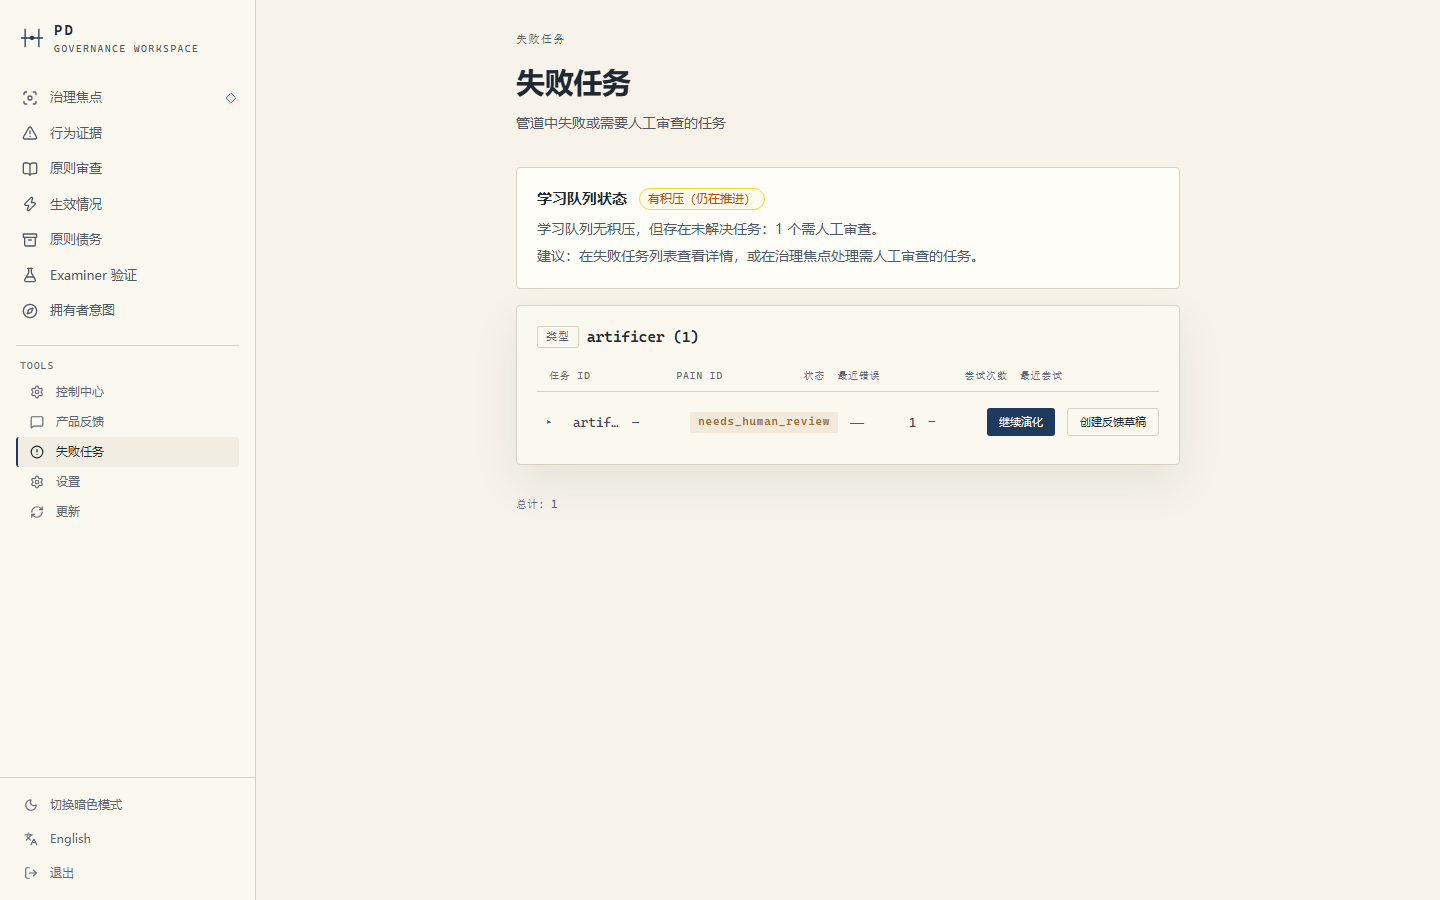 PD
GOVERNANCE WORKSPACE
治理焦点
行为证据
原则审查
生效情况
原则债务
Examiner 验证
拥有者意图
TOOLS
控制中心
产品反馈
失败任务
设置
更新
切换暗色模式
English
退出
失败任务
失败任务
管道中失败或需要人工审查的任务
学习队列状态 有积压（仍在推进）
学习队列无积压，但存在未解决任务：1 个需人工审查。
建议：在失败任务列表查看详情，或在治理焦点处理需人工审查的任务。
类型 artificer (1)
任务 ID PAIN ID 状态 最近错误 尝试次数 最近尝试
artif… — needs_human_review — 1 — 继续演化 创建反馈草稿
总计: 1